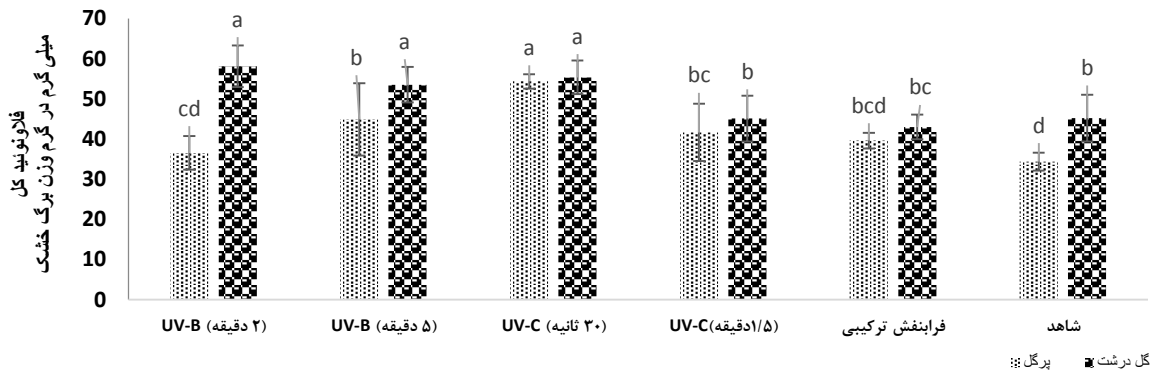 فلاونوئید کل
میلی گرم در گرم وزن برگ خشک
70
60
50
40
30
20
10
0
cd a b a a a bc b bcd bc d b
UV-B (۲ دقیقه) UV-B (۵ دقیقه) UV-C (۳۰ ثانیه) UV-C(۱/۵دقیقه) فرابنفش ترکیبی شاهد
پرگل گل درشت